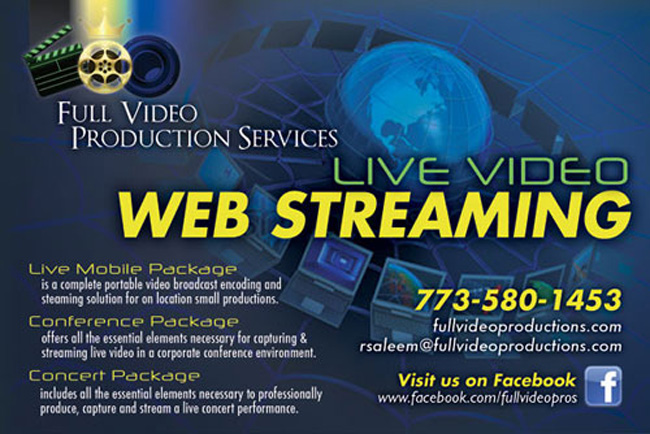 FULL VIDEO
PRODUCTION SERVICES
LIVE VIDEO
WEB STREAMING
Live Mobile Package
is a complete portable video broadcast encoding and
steaming solution for on location small productions.
Conference Package
offers all the essential elements necessary for capturing &
streaming live video in a corporate conference environment.
Concert Package
includes all the essential elements necessary to professionally
produce, capture and stream a live concert performance.
773-580-1453
fullvideoproductions.com
rsaleem@fullvideoproductions.com
Visit us on Facebook
www.facebook.com/fullvideopros
f